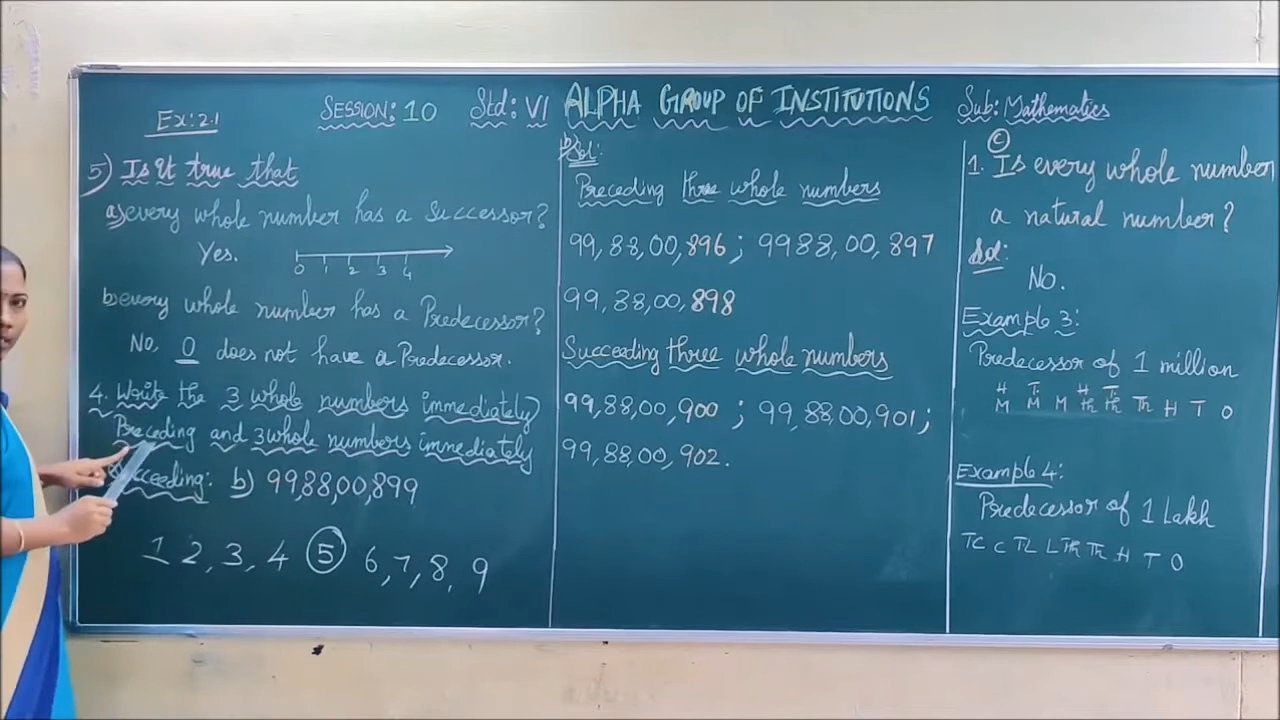 SESSION: 10 Std: VI ALPHA GROUP OF INSTITUTIONS Sub: Mathematics
Ex: 2.1
5) Is it true that
a) every whole number has a Successor?
Yes.
0 1 2 3 4
b) every whole number has a Predecessor?
No, 0 does not have a Predecessor.
4. Write the 3 whole numbers immediately
Preceding and 3 whole numbers immediately
b) 99,88,00,899
1 2, 3, 4 5 6, 7, 8, 9
b) Sol:
Preceding three whole numbers
99,88,00,896 ; 9988,00,897
99,88,00,898
Succeeding three whole numbers
99,88,00,900 ; 99,8800,901;
99,88,00,902.
C
1. Is every whole number
a natural number?
Sol:
No.
Example 3:
Predecessor of 1 million
H M T M M H Th T Th Th H T O
Example 4:
Predecessor of 1 Lakh
TC C TL L TTh Th H T O